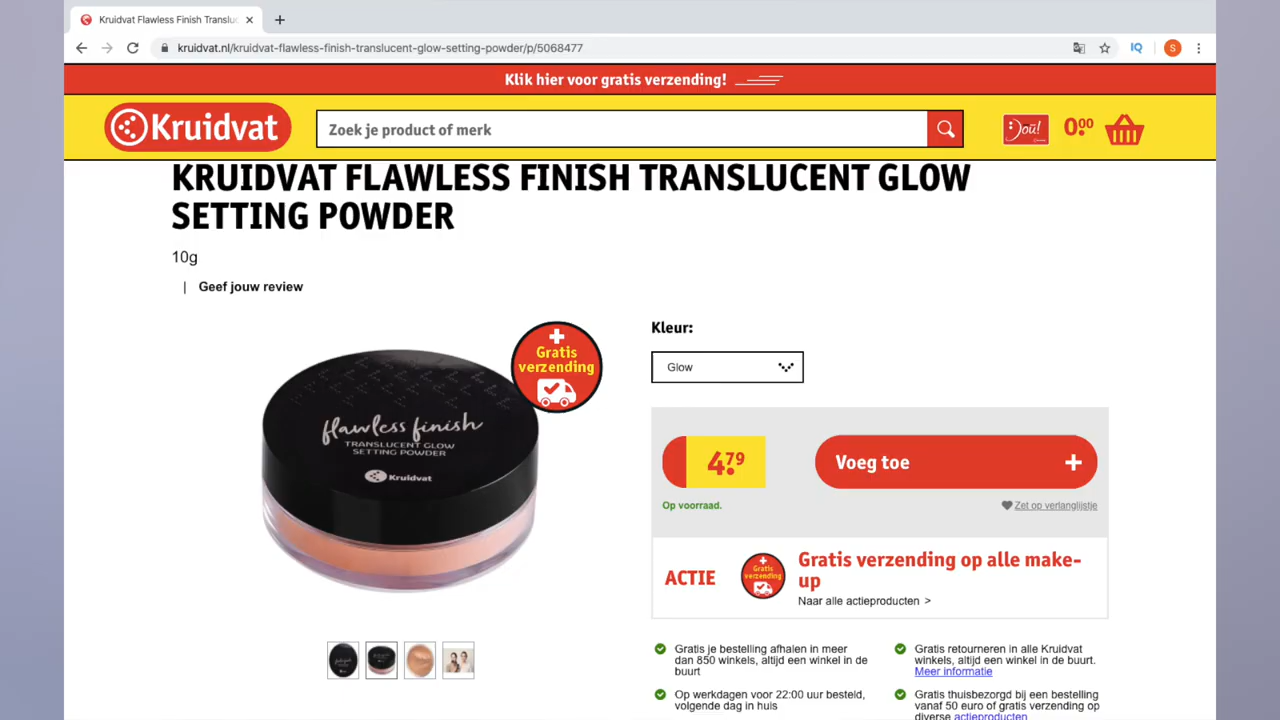 Kruidvat Flawless Finish Translu
kruidvat.nl/kruidvat-flawless-finish-translucent-glow-setting-powder/p/5068477
IQ
S
Klik hier voor gratis verzending!
Kruidvat
Zoek je product of merk
:Joü!
0.00
KRUIDVAT FLAWLESS FINISH TRANSLUCENT GLOW
SETTING POWDER
10g
| Geef jouw review
Gratis
verzending
flawless finish
TRANSLUCENT GLOW
SETTING POWDER
Kruidvat
Kleur:
Glow
4.79
Voeg toe +
Op voorraad.
Zet op verlanglijstje
ACTIE
Gratis
verzending
Gratis verzending op alle make-
up
Naar alle actieproducten >
Gratis je bestelling afhalen in meer
dan 850 winkels, altijd een winkel in de
buurt
Op werkdagen voor 22:00 uur besteld,
volgende dag in huis
Gratis retourneren in alle Kruidvat
winkels, altijd een winkel in de buurt.
Meer informatie
Gratis thuisbezorgd bij een bestelling
vanaf 50 euro of gratis verzending op
diverse actieproducten